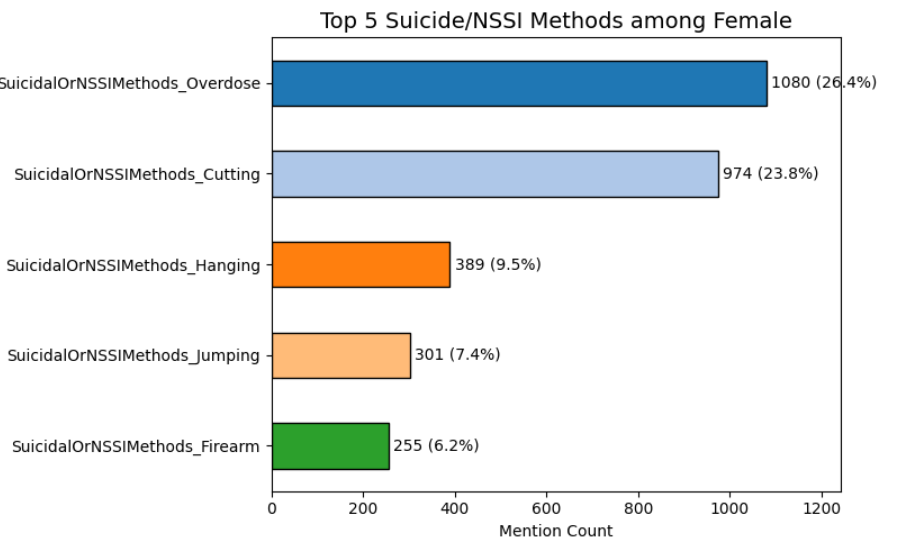 Top 5 Suicide/NSSI Methods among Female
SuicidalOrNSSIMethods_Overdose 1080 (26.4%)
SuicidalOrNSSIMethods_Cutting 974 (23.8%)
SuicidalOrNSSIMethods_Hanging 389 (9.5%)
SuicidalOrNSSIMethods_Jumping 301 (7.4%)
SuicidalOrNSSIMethods_Firearm 255 (6.2%)
0 200 400 600 800 1000 1200
Mention Count